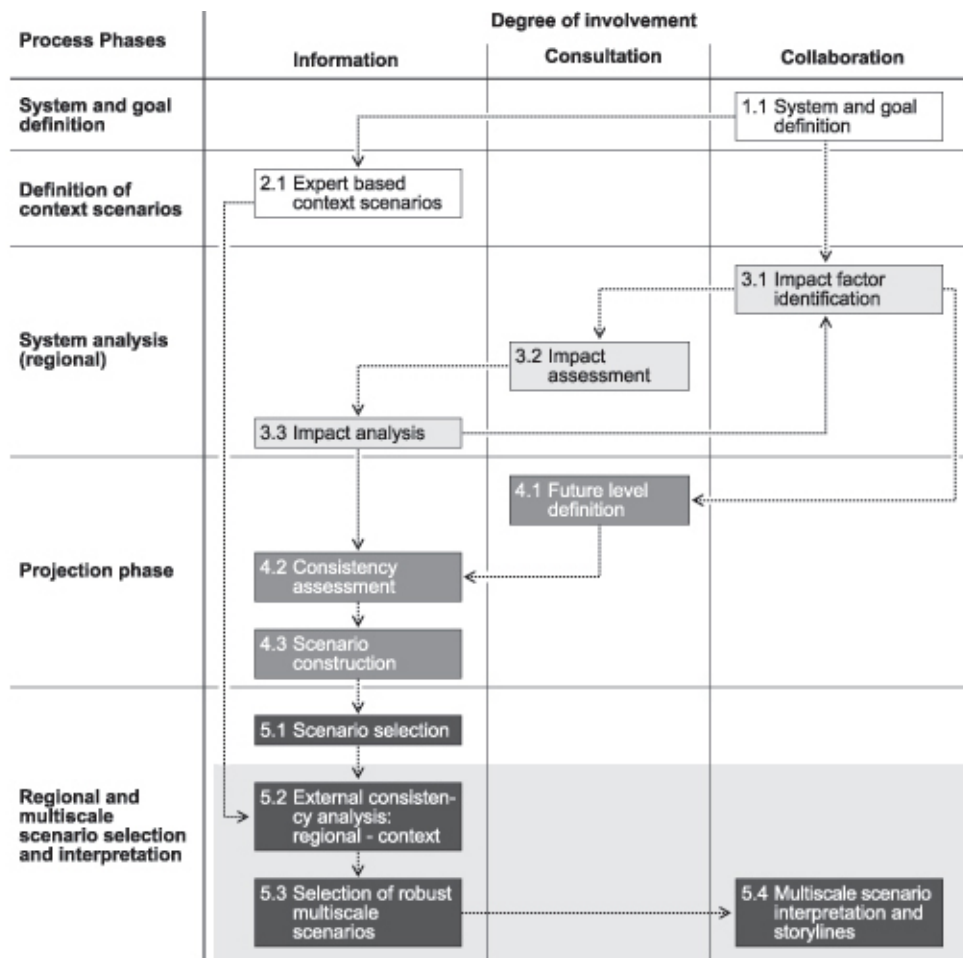 Process Phases
Degree of involvement
Information
Consultation
Collaboration
System and goal
definition
1.1 System and goal
definition
Definition of
context scenarios
2.1 Expert based
context scenarios
System analysis
(regional)
3.1 Impact factor
identification
3.2 Impact
assessment
3.3 Impact analysis
Projection phase
4.1 Future level
definition
4.2 Consistency
assessment
4.3 Scenario
construction
Regional and
multiscale
scenario selection
and interpretation
5.1 Scenario selection
5.2 External consisten-
cy analysis:
regional - context
5.3 Selection of robust
multiscale
scenarios
5.4 Multiscale scenario
interpretation and
storylines